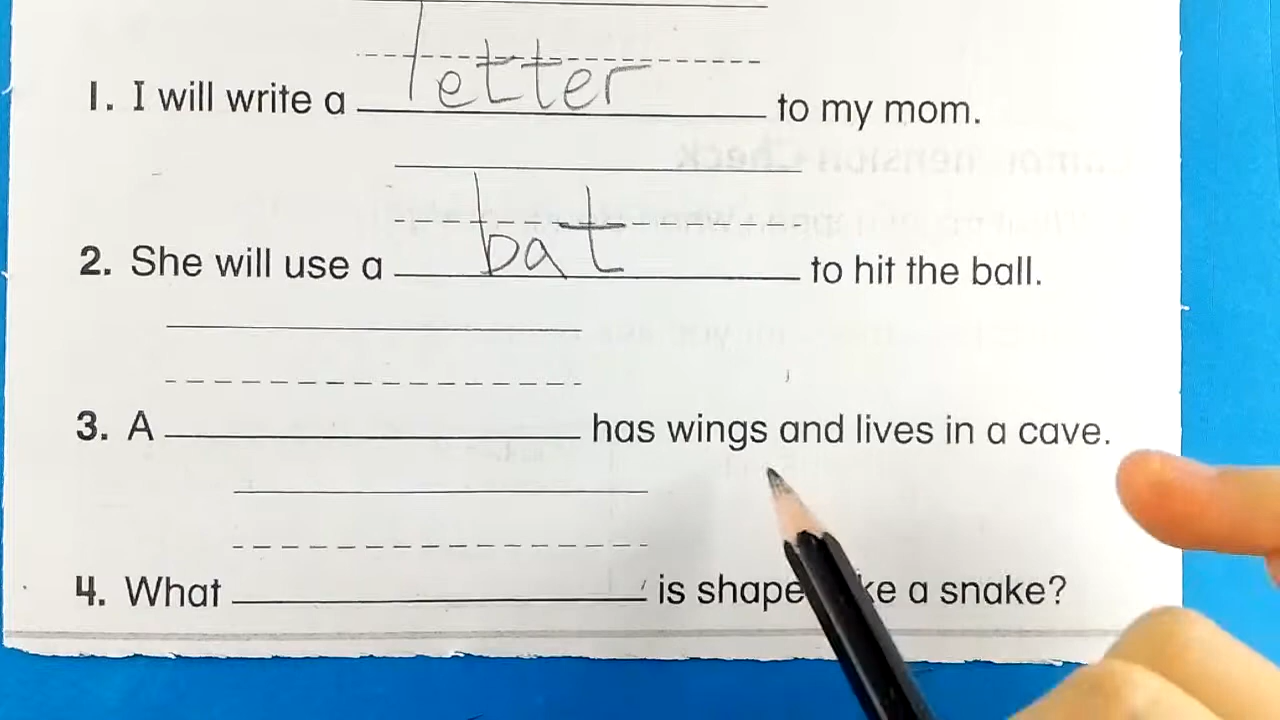 1. I will write a letter to my mom.
2. She will use a bat to hit the ball.
3. A has wings and lives in a cave.
4. What is shape ke a snake?